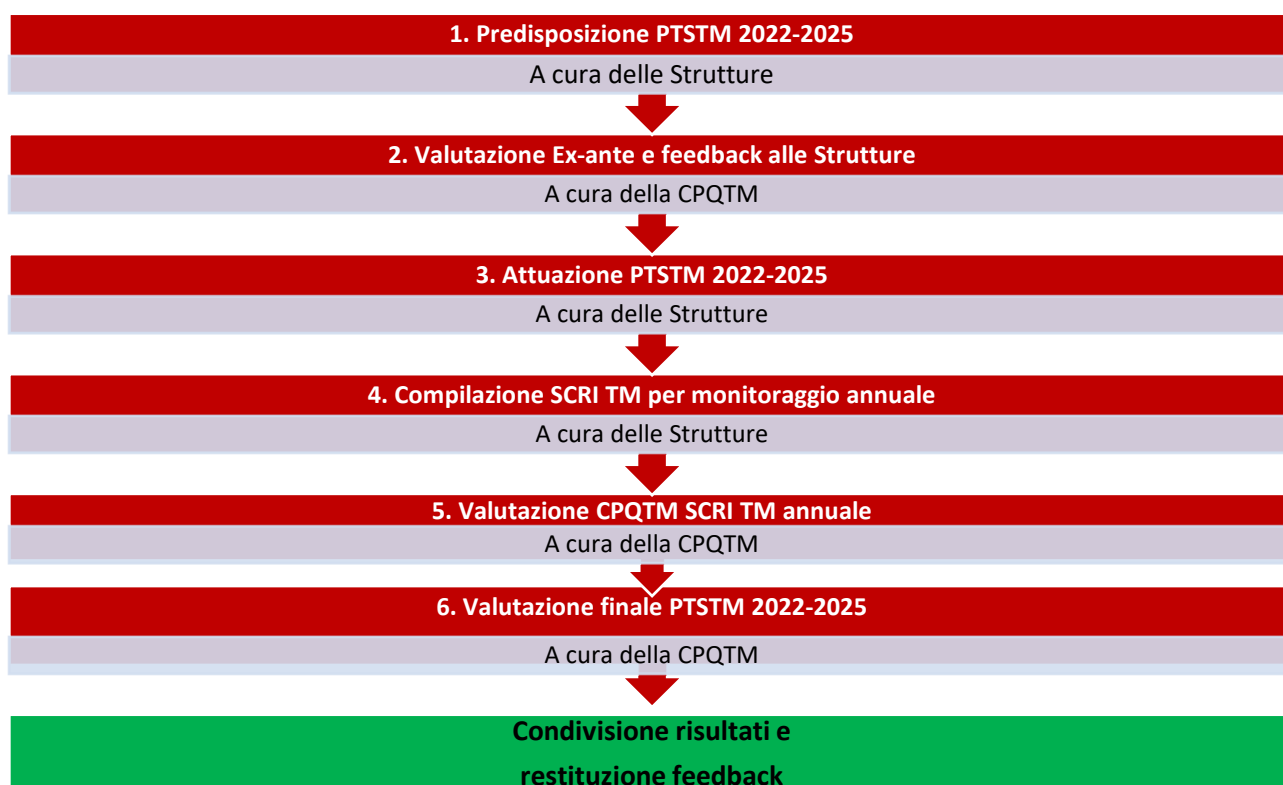 1. Predisposizione PTSTM 2022-2025
A cura delle Strutture
2. Valutazione Ex-ante e feedback alle Strutture
A cura della CPQTM
3. Attuazione PTSTM 2022-2025
A cura delle Strutture
4. Compilazione SCRI TM per monitoraggio annuale
A cura delle Strutture
5. Valutazione CPQTM SCRI TM annuale
A cura della CPQTM
6. Valutazione finale PTSTM 2022-2025
A cura della CPQTM
Condivisione risultati e
restituzione feedback